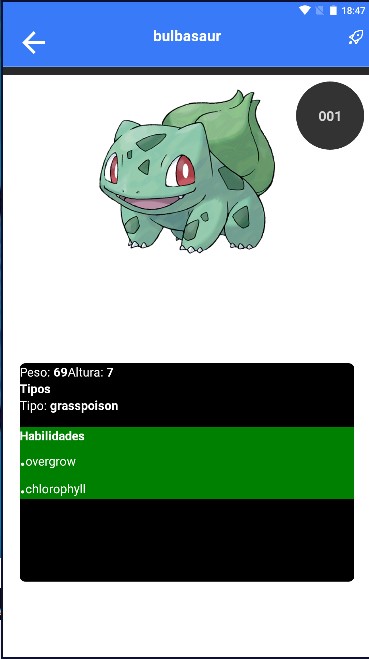 18:47
bulbasaur
001
Peso: 69Altura: 7
Tipos
Tipo: grasspoison
Habilidades
.overgrow
.chlorophyll